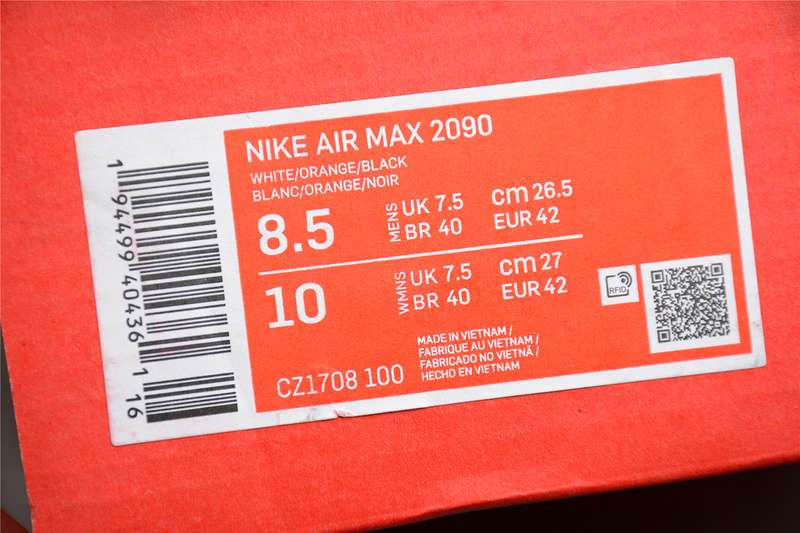 NIKE AIR MAX 2090
WHITE/ORANGE/BLACK
BLANC/ORANGE/NOIR
8.5 MENS UK 7.5 cm 26.5
BR 40 EUR 42
10 WMNS UK 7.5 cm 27
BR 40 EUR 42
RFID
CZ1708 100
MADE IN VIETNAM /
FABRIQUE AU VIETNAM /
FABRICADO NO VIETNÃ /
HECHO EN VIETNAM
1 94499 40436 1 16